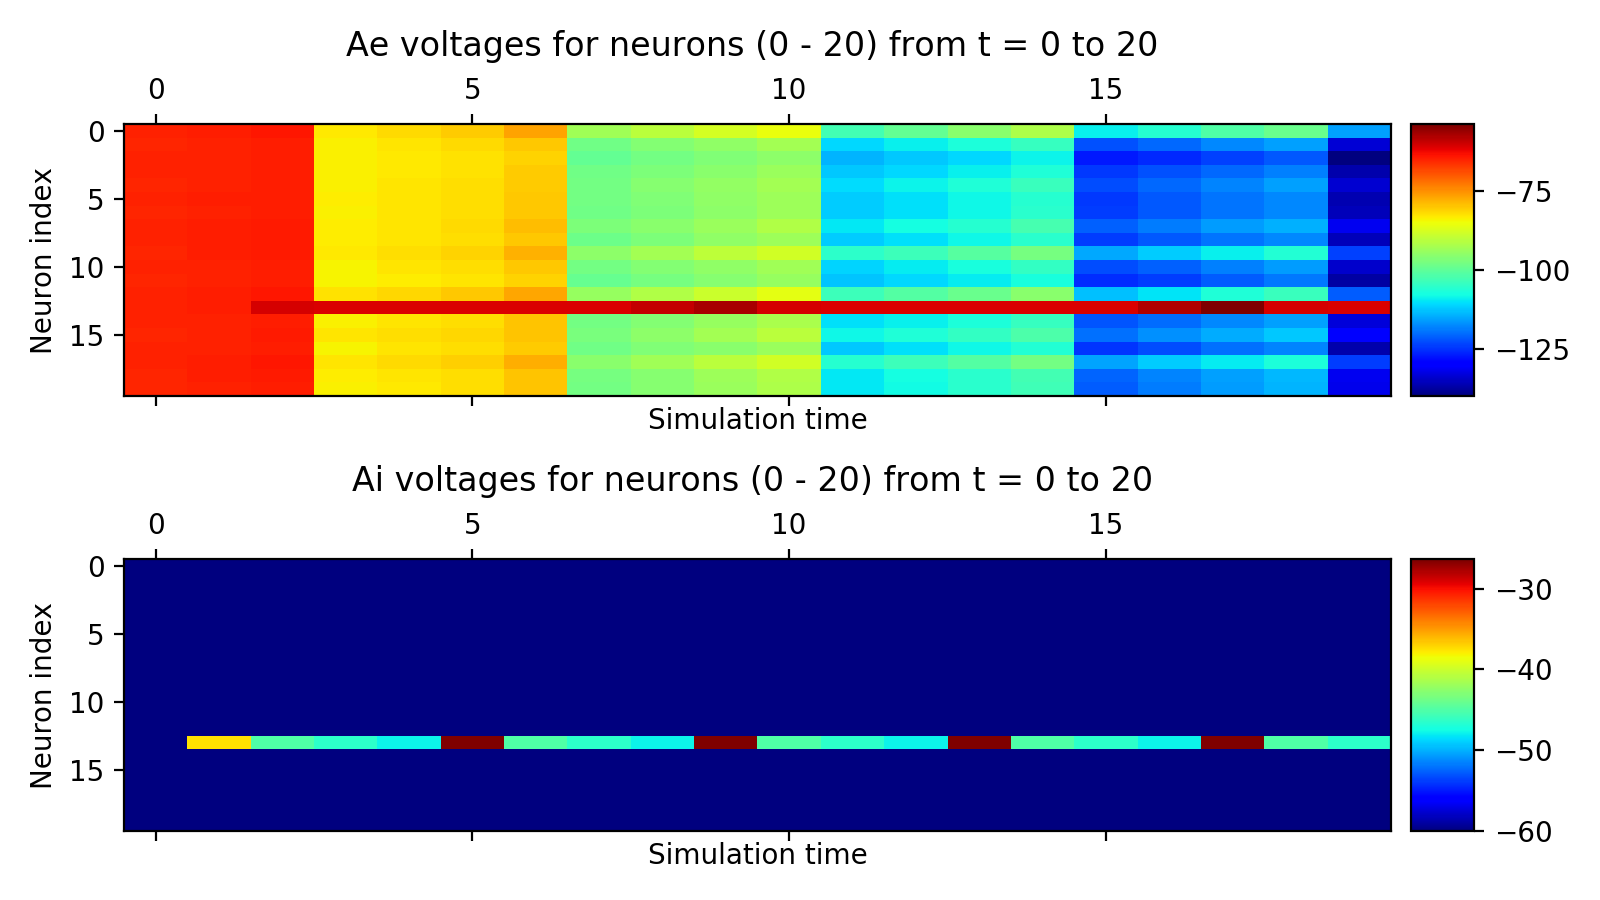 Ae voltages for neurons (0 - 20) from t = 0 to 20
0 5 10 15
Neuron index
0
5
10
15
Simulation time
−75
−100
−125
Ai voltages for neurons (0 - 20) from t = 0 to 20
0 5 10 15
Neuron index
0
5
10
15
Simulation time
−30
−40
−50
−60